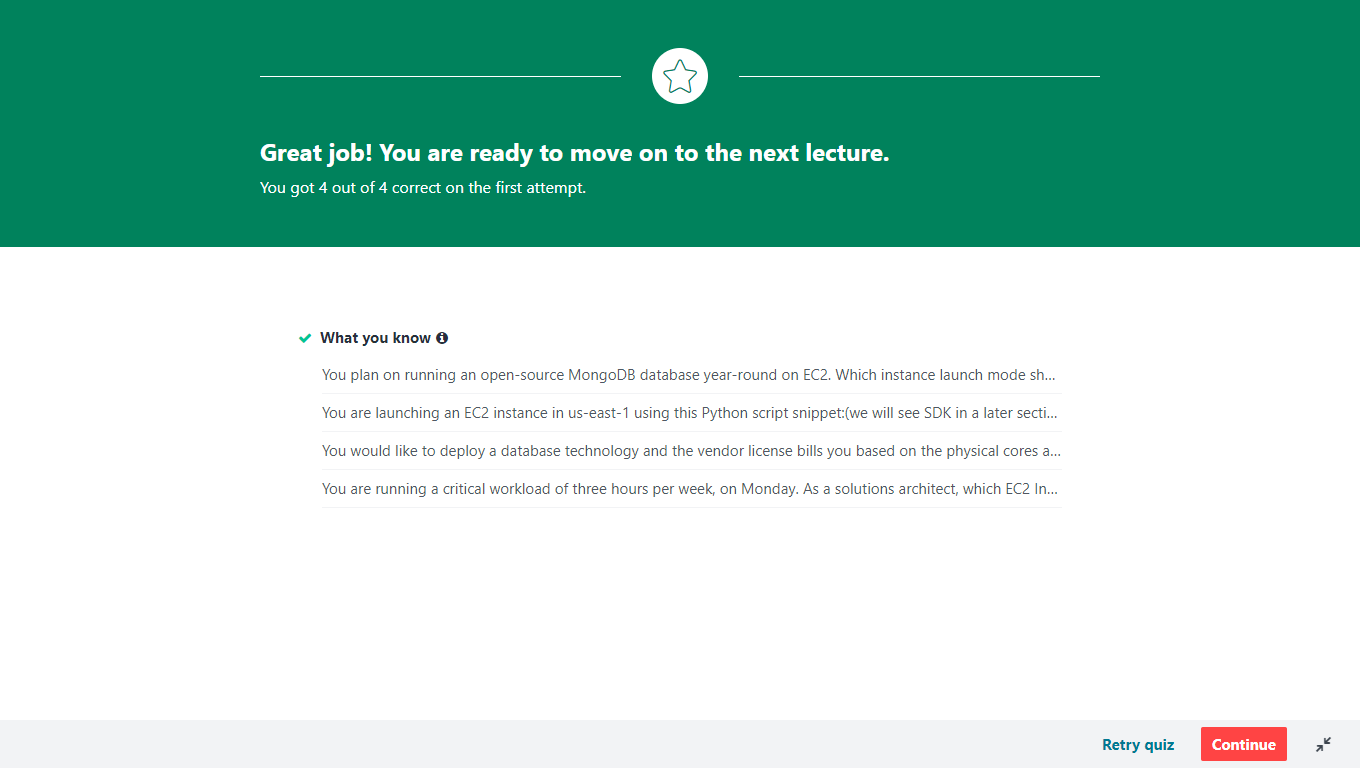 Great job! You are ready to move on to the next lecture.
You got 4 out of 4 correct on the first attempt.
What you know
You plan on running an open-source MongoDB database year-round on EC2. Which instance launch mode sh...
You are launching an EC2 instance in us-east-1 using this Python script snippet:(we will see SDK in a later secti...
You would like to deploy a database technology and the vendor license bills you based on the physical cores a...
You are running a critical workload of three hours per week, on Monday. As a solutions architect, which EC2 In...
Retry quiz
Continue